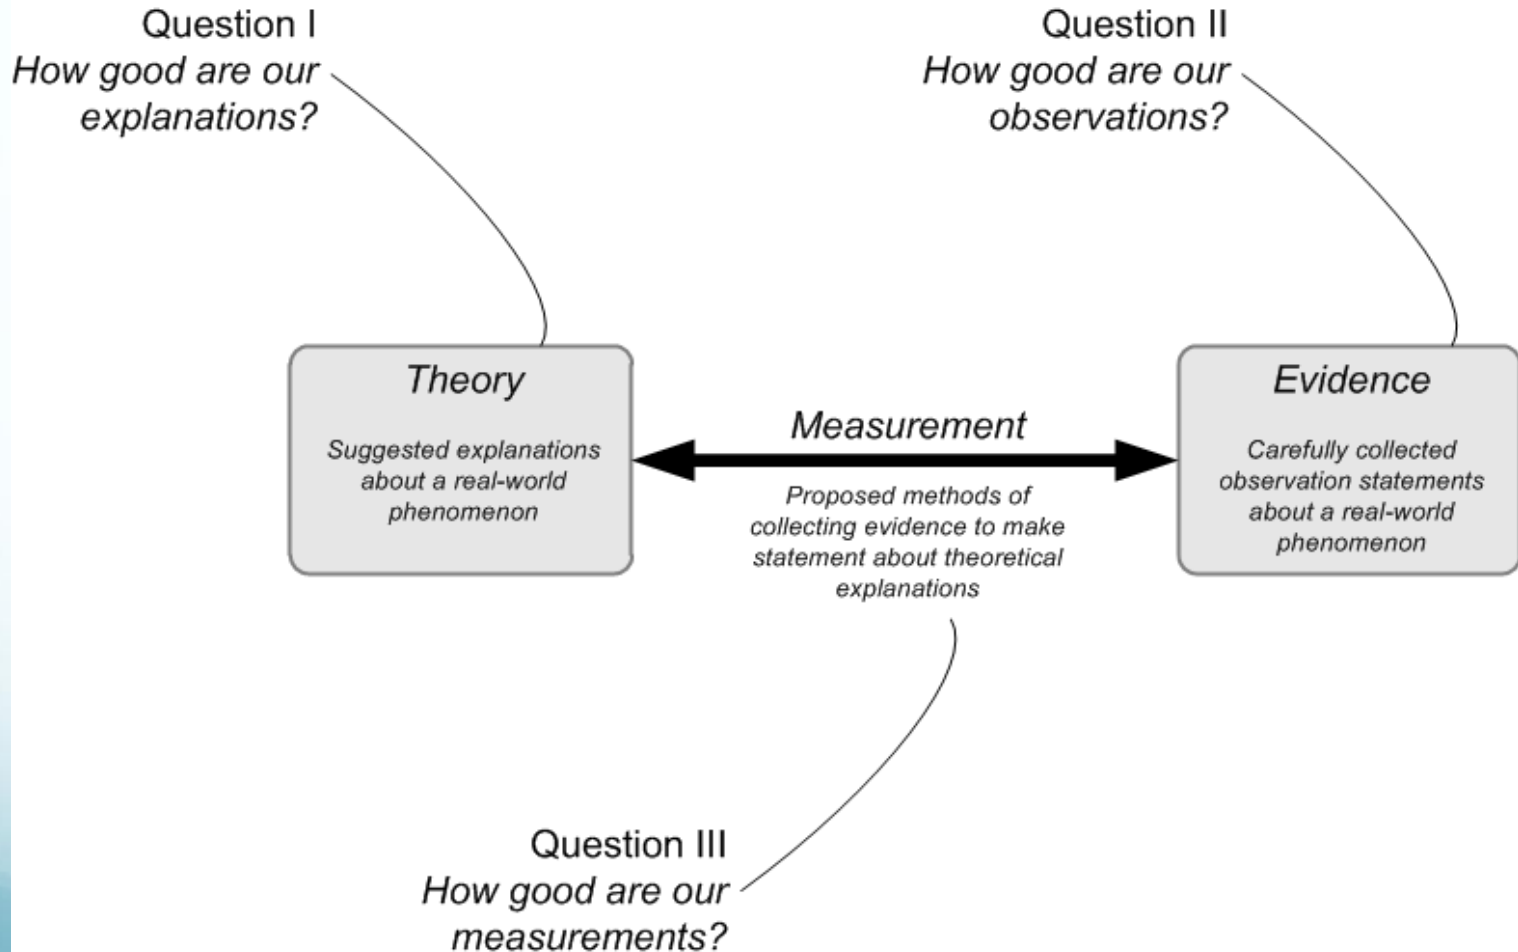 Question I
How good are our
explanations?
Question II
How good are our
observations?
Theory
Suggested explanations
about a real-world
phenomenon
Measurement
Proposed methods of
collecting evidence to make
statement about theoretical
explanations
Evidence
Carefully collected
observation statements
about a real-world
phenomenon
Question III
How good are our
measurements?